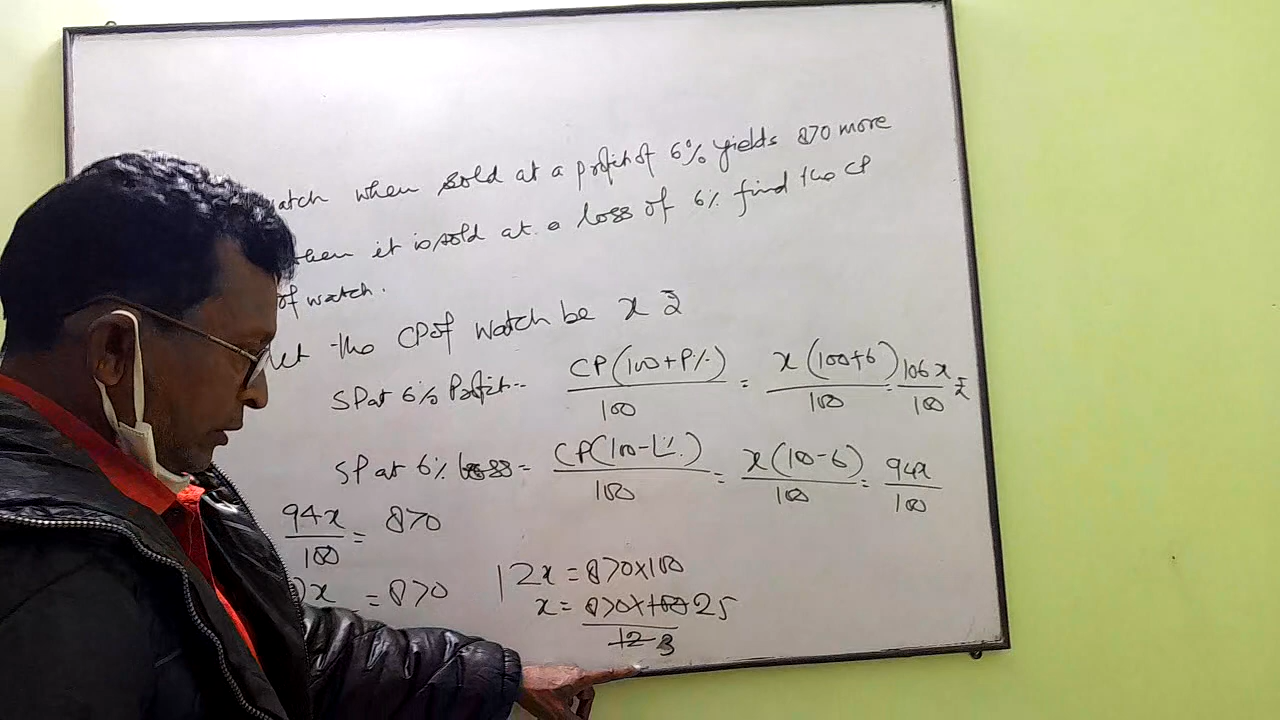 atch when sold at a profit of 6% yields 870 more
then it is sold at a loss of 6% find the CP
of watch.
let the CP of watch be x ₹
SP at 6% Profit -- CP(100+P%)/100 = x(100+6)/100 = 106x/100 ₹
SP at 6% loss = CP(100-L%)/100 = x(100-6)/100 = 94x/100
94x/100 = 870
x = 870
12x = 870x100
x = 870x100 25
12 3